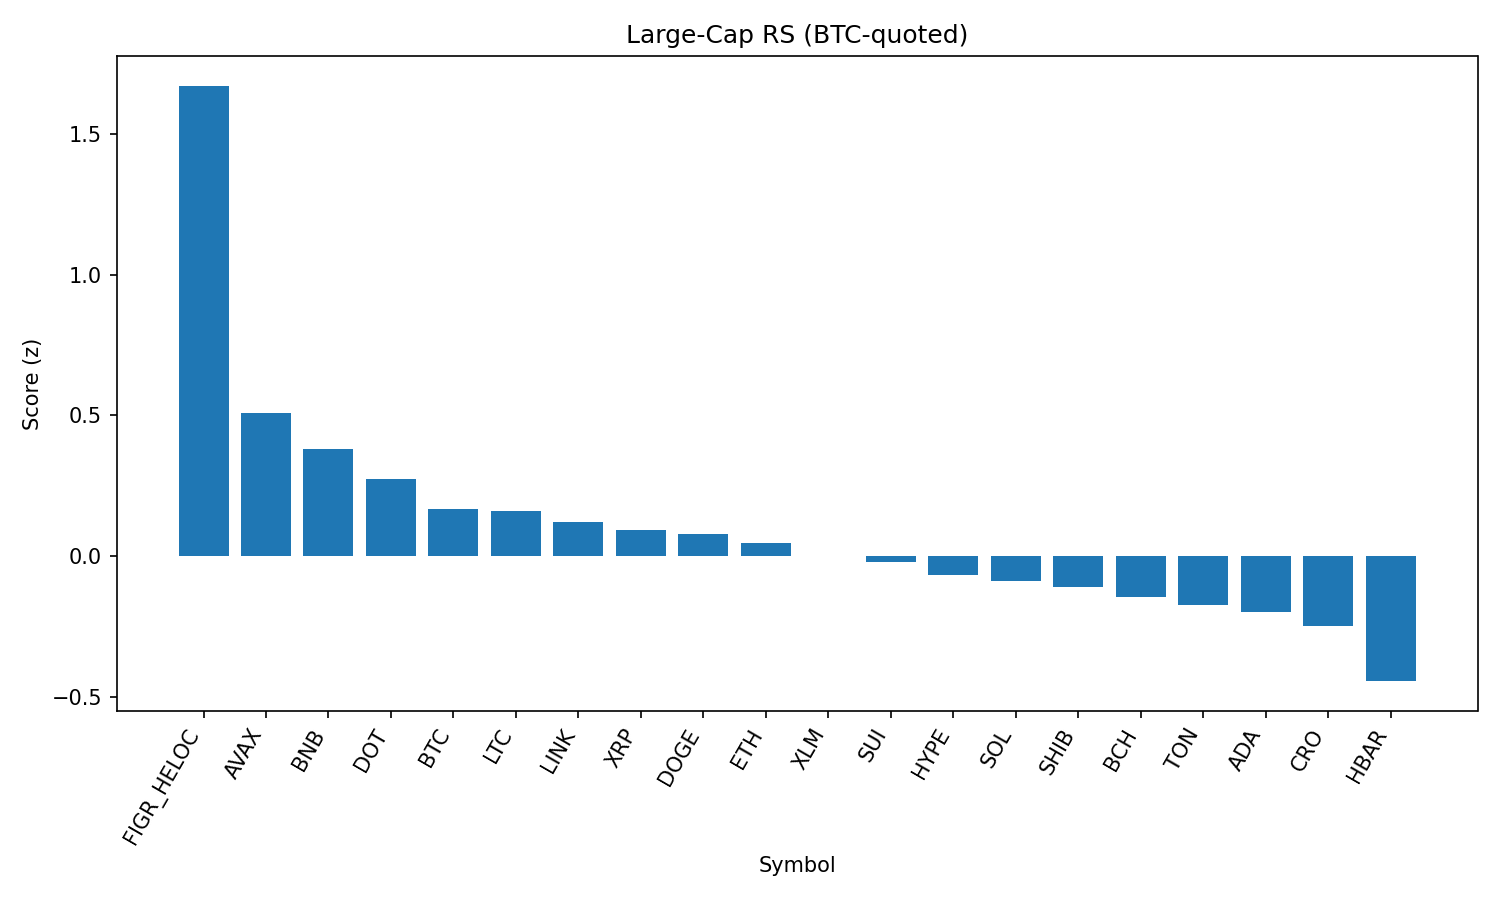 Large-Cap RS (BTC-quoted)
Score (z)
1.5
1.0
0.5
0.0
−0.5
FIGR_HELOC
AVAX
BNB
DOT
BTC
LTC
LINK
XRP
DOGE
ETH
XLM
SUI
HYPE
SOL
SHIB
BCH
TON
ADA
CRO
HBAR
Symbol